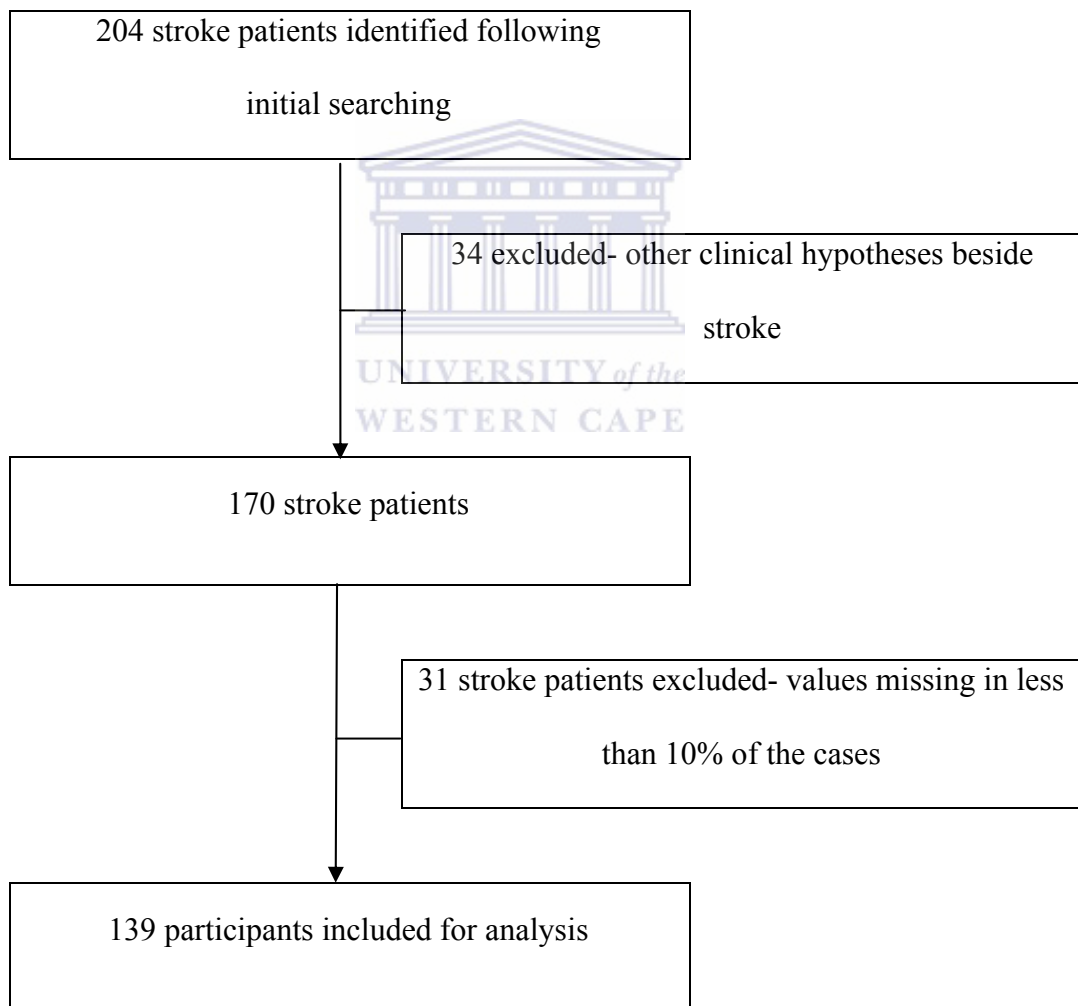 204 stroke patients identified following
initial searching
34 excluded- other clinical hypotheses beside
stroke
UNIVERSITY of the
WESTERN CAPE
170 stroke patients
31 stroke patients excluded- values missing in less
than 10% of the cases
139 participants included for analysis